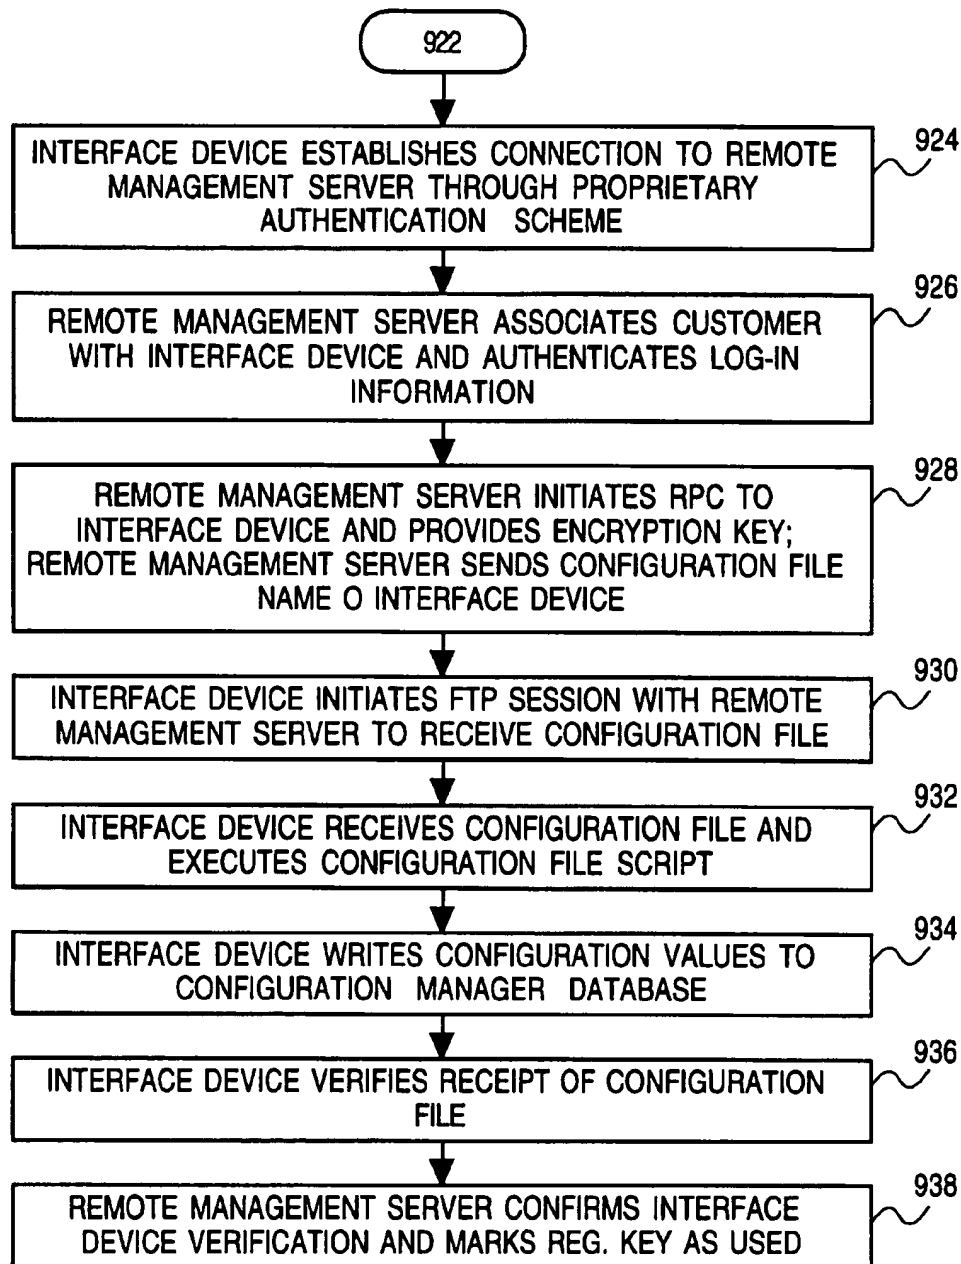 922
924
INTERFACE DEVICE ESTABLISHES CONNECTION TO REMOTE
MANAGEMENT SERVER THROUGH PROPRIETARY
AUTHENTICATION SCHEME
926
REMOTE MANAGEMENT SERVER ASSOCIATES CUSTOMER
WITH INTERFACE DEVICE AND AUTHENTICATES LOG-IN
INFORMATION
928
REMOTE MANAGEMENT SERVER INITIATES RPC TO
INTERFACE DEVICE AND PROVIDES ENCRYPTION KEY;
REMOTE MANAGEMENT SERVER SENDS CONFIGURATION FILE
NAME O INTERFACE DEVICE
930
INTERFACE DEVICE INITIATES FTP SESSION WITH REMOTE
MANAGEMENT SERVER TO RECEIVE CONFIGURATION FILE
932
INTERFACE DEVICE RECEIVES CONFIGURATION FILE AND
EXECUTES CONFIGURATION FILE SCRIPT
934
INTERFACE DEVICE WRITES CONFIGURATION VALUES TO
CONFIGURATION MANAGER DATABASE
936
INTERFACE DEVICE VERIFIES RECEIPT OF CONFIGURATION
FILE
938
REMOTE MANAGEMENT SERVER CONFIRMS INTERFACE
DEVICE VERIFICATION AND MARKS REG. KEY AS USED